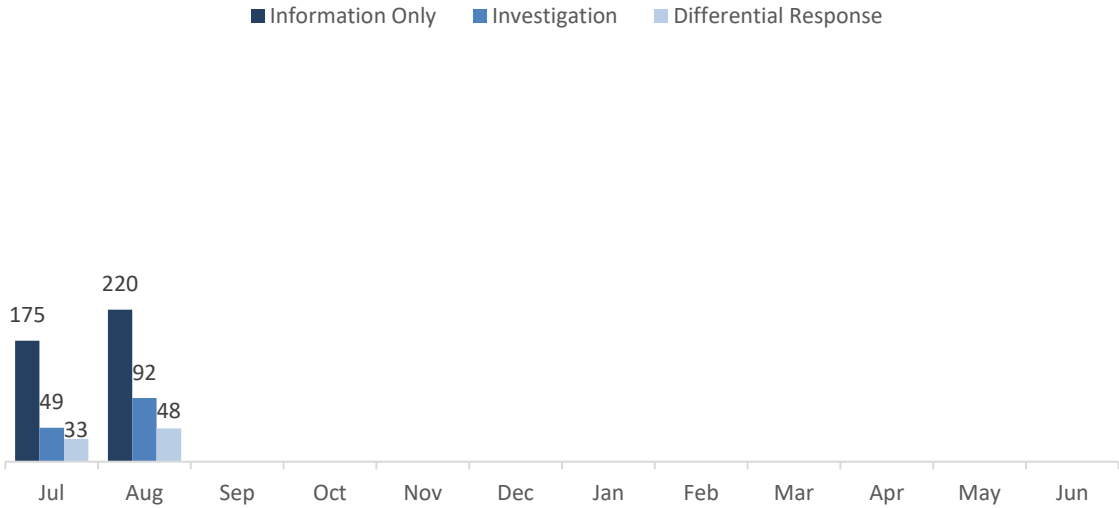 Information Only Investigation Differential Response
220
175
92
49 48
33
Jul Aug Sep Oct Nov Dec Jan Feb Mar Apr May Jun